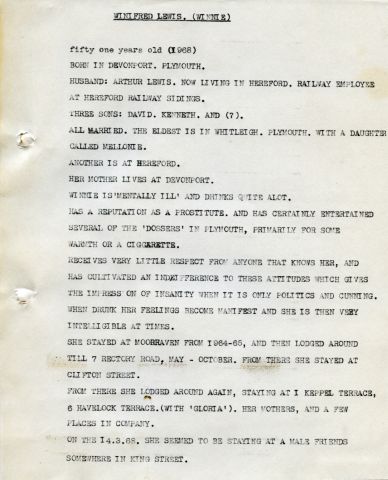 WINIFRED LEWIS. (WINNIE)
fifty one years old (1968)
BORN IN DEVONPORT. PLYMOUTH.
HUSBAND: ARTHUR LEWIS. NOW LIVING IN HEREFORD. RAILWAY EMPLOYEE
AT HEREFORD RAILWAY SIDINGS.
THREE SONS: DAVID. KENNETH. AND (?).
ALL MARRIED. THE ELDEST IS IN WHITLEIGH. PLYMOUTH. WITH A DAUGHTER
CALLED MELLONIE.
ANOTHER IS AT HEREFORD.
HER MOTHER LIVES AT DEVONPORT.
WINNIE IS'MENTALLY ILL' AND DRINKS QUITE ALOT.
HAS A REPUTATION AS A PROSTITUTE. AND HAS CERTAINLY ENTERTAINED
SEVERAL OF THE 'DOSSERS' IN PLYMOUTH, PRIMARILY FOR SOME
WARMTH OR A CIGGERETTE.
RECEIVES VERY LITTLE RESPECT FROM ANYONE THAT KNOWS HER, AND
HAS CULTIVATED AN INDEFFERENCE TO THESE ATTITUDES WHICH GIVES
THE IMPRESSION OF INSANITY WHEN IT IS ONLY POLITICS AND CUNNING.
WHEN DRUNK HER FEELINGS BECOME MANIFEST AND SHE IS THEN VERY
INTELLIGIBLE AT TIMES.
SHE STAYED AT MOORHAVEN FROM I964-65, AND THEN LODGED AROUND
TILL 7 RECTORY ROAD, MAY - OCTOBER. FROM THERE SHE STAYED AT
CLIFTON STREET.
FROM THERE SHE LODGED AROUND AGAIN, STAYING AT I KEPPEL TERRACE,
6 HAVELOCK TERRACE.(WITH 'GLORIA'). HER MOTHERS, AND A FEW
PLACES IN COMPANY.
ON THE I4.3.68. SHE SEEMED TO BE STAYING AT A MALE FRIENDS
SOMEWHERE IN KING STREET.